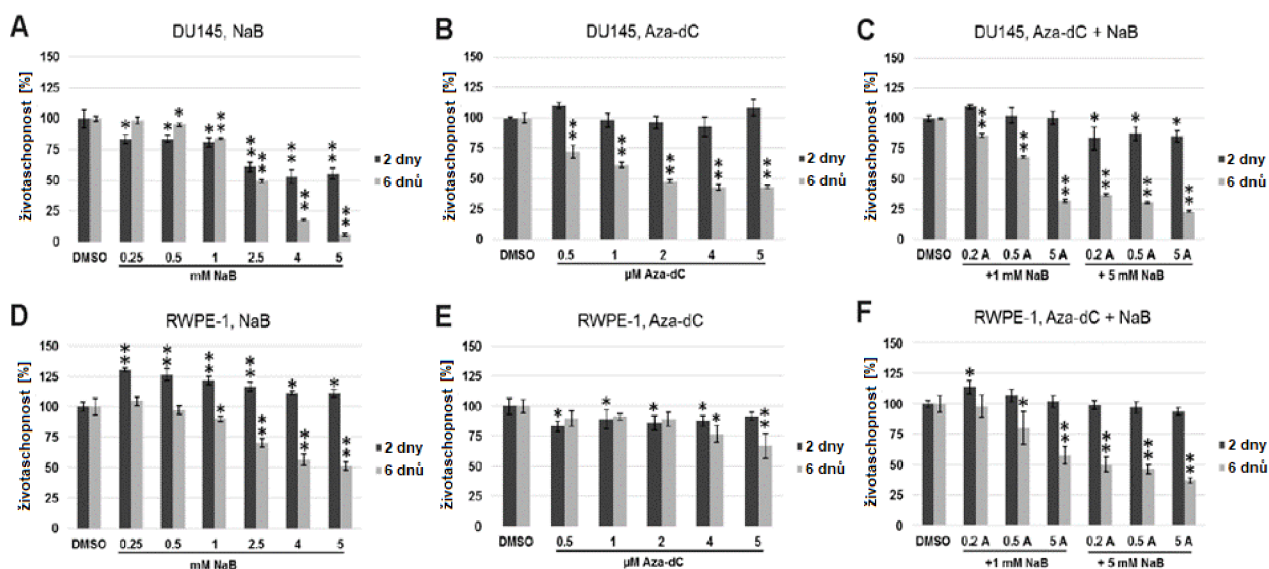 A
DU145, NaB
životaschopnost [%]
150
125
100
75
50
25
0
* * ** ** ** ** ** ** **
2 dny
6 dnů
DMSO 0.25 0.5 1 2.5 4 5
mM NaB
B
DU145, Aza-dC
životaschopnost [%]
150
125
100
75
50
25
0
** ** ** ** **
2 dny
6 dnů
DMSO 0.5 1 2 4 5
µM Aza-dC
C
DU145, Aza-dC + NaB
životaschopnost [%]
150
125
100
75
50
25
0
** ** ** * ** * ** * **
2 dny
6 dnů
DMSO 0.2 A 0.5 A 5 A 0.2 A 0.5 A 5 A
+1 mM NaB + 5 mM NaB
D
RWPE-1, NaB
životaschopnost [%]
150
125
100
75
50
25
0
** ** ** * ** ** * ** * **
2 dny
6 dnů
DMSO 0.25 0.5 1 2.5 4 5
mM NaB
E
RWPE-1, Aza-dC
životaschopnost [%]
150
125
100
75
50
25
0
* * * * * **
2 dny
6 dnů
DMSO 0.5 1 2 4 5
µM Aza-dC
F
RWPE-1, Aza-dC + NaB
životaschopnost [%]
150
125
100
75
50
25
0
* * ** ** ** **
2 dny
6 dnů
DMSO 0.2 A 0.5 A 5 A 0.2 A 0.5 A 5 A
+1 mM NaB + 5 mM NaB